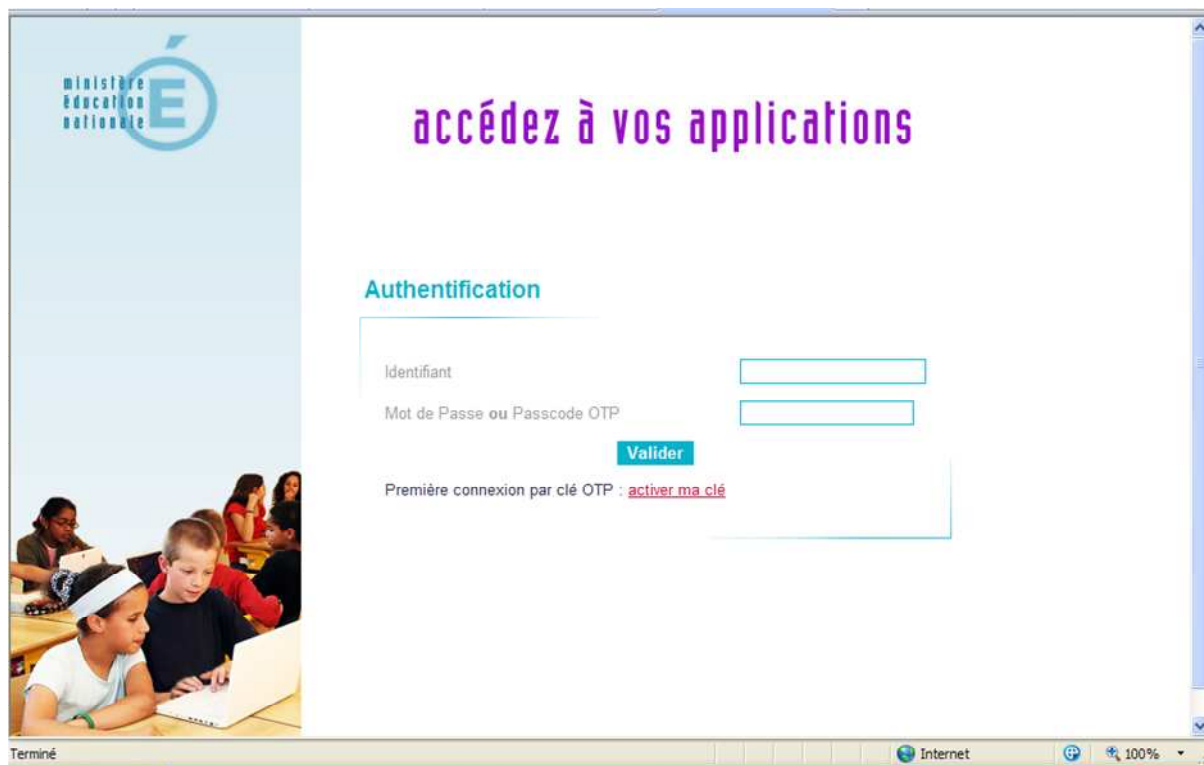 ministère
éducation
nationale
É
accédez à vos applications
Authentification
Identifiant
Mot de Passe ou Passcode OTP
Valider
Première connexion par clé OTP : activer ma clé
Terminé
Internet
100%